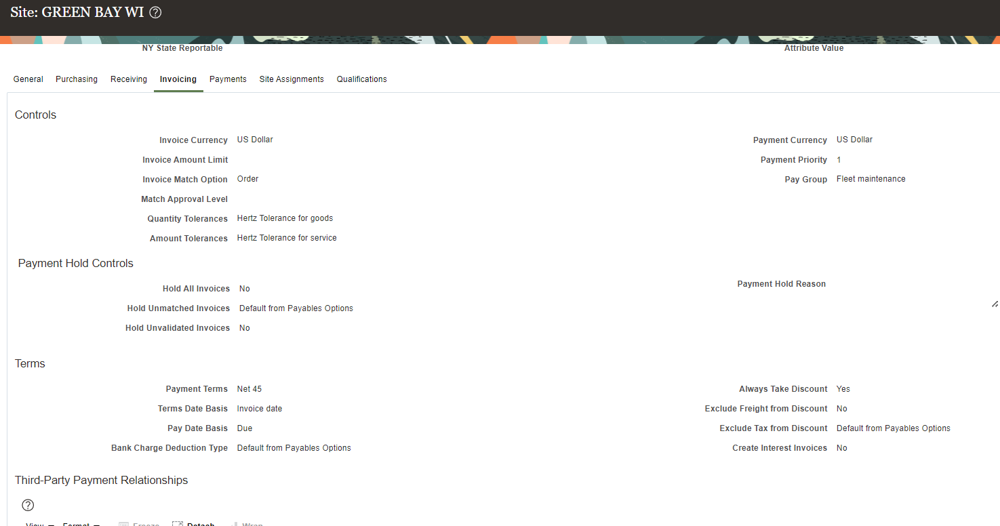 Site: GREEN BAY WI ?
NY State Reportable
Attribute Value
General Purchasing Receiving Invoicing Payments Site Assignments Qualifications
Controls
Invoice Currency US Dollar
Payment Currency US Dollar
Invoice Amount Limit
Payment Priority 1
Invoice Match Option Order
Pay Group Fleet maintenance
Match Approval Level
Quantity Tolerances Hertz Tolerance for goods
Amount Tolerances Hertz Tolerance for service
Payment Hold Controls
Hold All Invoices No
Payment Hold Reason
Hold Unmatched Invoices Default from Payables Options
Hold Unvalidated Invoices No
Terms
Payment Terms Net 45
Always Take Discount Yes
Terms Date Basis Invoice date
Exclude Freight from Discount No
Pay Date Basis Due
Exclude Tax from Discount Default from Payables Options
Bank Charge Deduction Type Default from Payables Options
Create Interest Invoices No
Third-Party Payment Relationships
?
View Format Freeze Detach Wrap